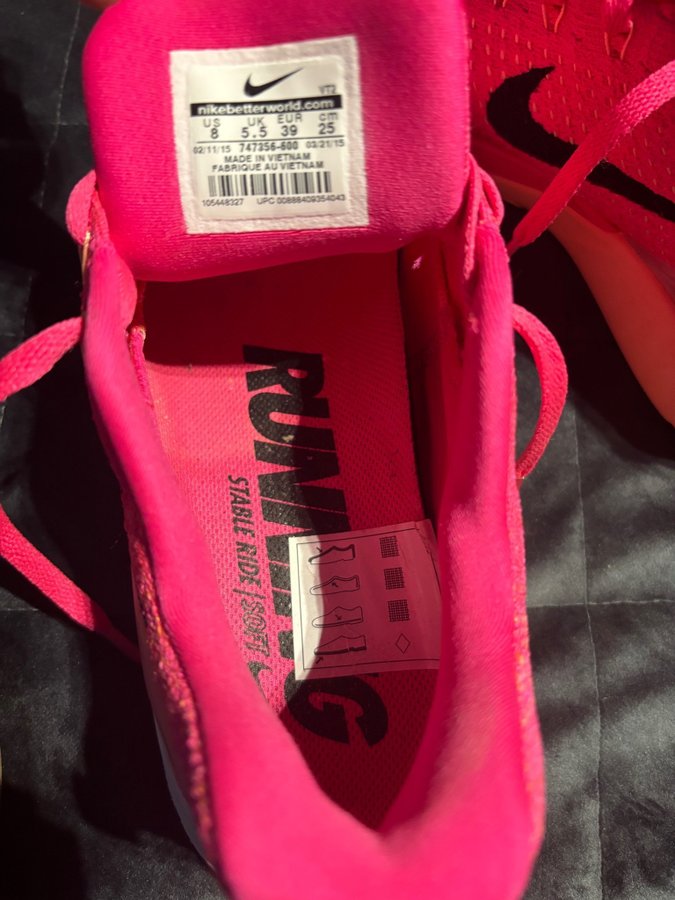 VT2
nikebetterworld.com
US UK EUR cm
8 5.5 39 25
02/11/15 747356-600 03/21/15
MADE IN VIETNAM
FABRIQUE AU VIETNAM
105448327 UPC 00888409354043
RUNNING
STABLE RIDE | SOFT